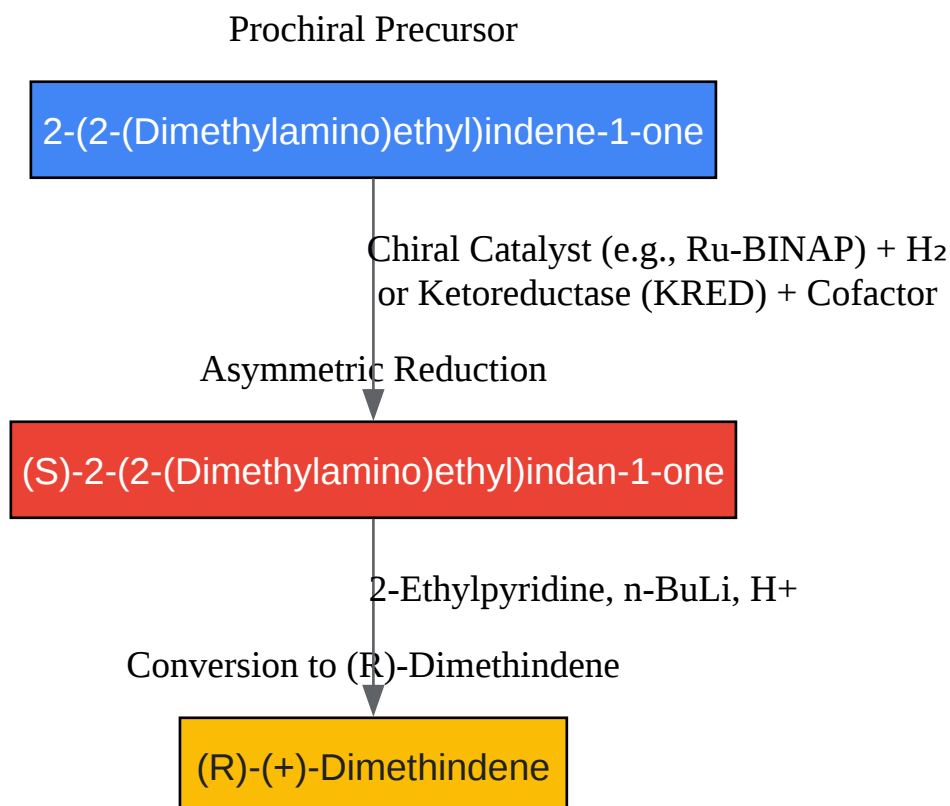 Prochiral Precursor
2-(2-(Dimethylamino)ethyl)indene-1-one
Chiral Catalyst (e.g., Ru-BINAP) + H₂
or Ketoreductase (KRED) + Cofactor
Asymmetric Reduction
(S)-2-(2-(Dimethylamino)ethyl)indan-1-one
2-Ethylpyridine, n-BuLi, H+
Conversion to (R)-Dimethindene
(R)-(+)-Dimethindene